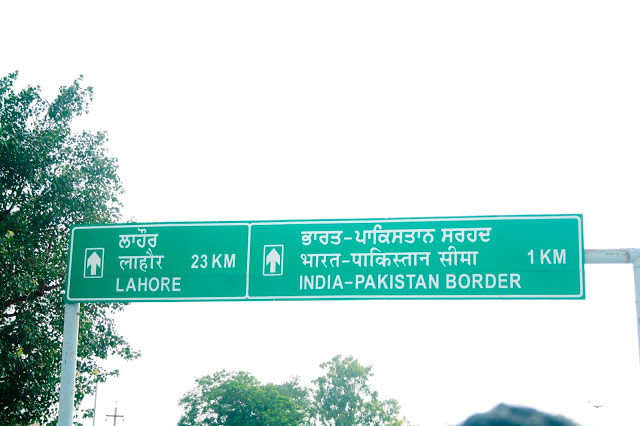 ਲਾਹੌਰ
लाहौर 23 KM
LAHORE
ਭਾਰਤ-ਪਾਕਿਸਤਾਨ ਸਰਹਦ
भारत-पाकिस्तान सीमा 1 KM
INDIA-PAKISTAN BORDER